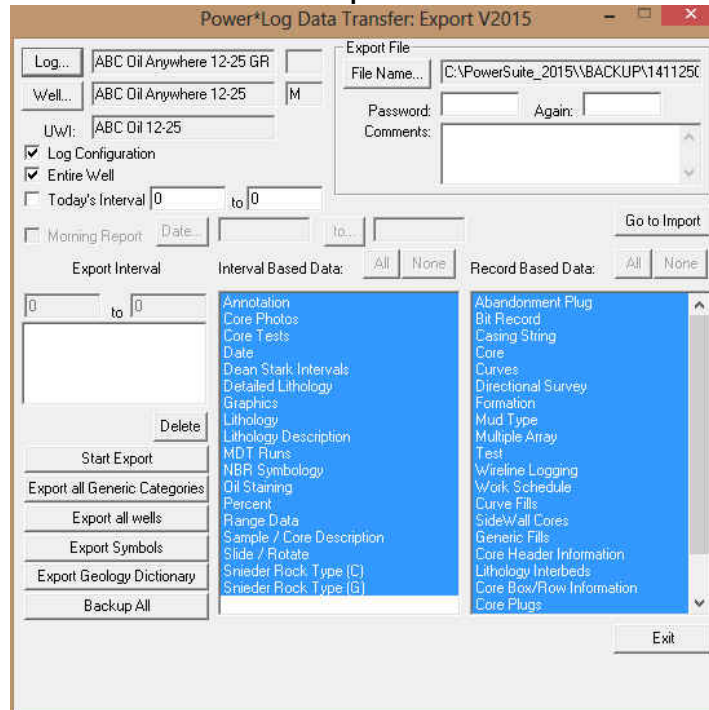 Power*Log Data Transfer: Export V2015
Log... ABC Oil Anywhere 12-25 GR
Well... ABC Oil Anywhere 12-25 M
UWI: ABC Oil 12-25
Export File
File Name... C:\PowerSuite_2015\\BACKUP\1411250
Password: Again:
Comments:
Log Configuration
Entire Well
Today's Interval 0 to 0
Morning Report Date... to...
Go to Import
Export Interval
0 to 0
Delete
Start Export
Export all Generic Categories
Export all wells
Export Symbols
Export Geology Dictionary
Backup All
Interval Based Data: All None
Annotation
Core Photos
Core Tests
Date
Dean Stark Intervals
Detailed Lithology
Graphics
Lithology
Lithology Description
MDT Runs
NBR Symbology
Oil Staining
Percent
Range Data
Sample / Core Description
Slide / Rotate
Snieder Rock Type (C)
Snieder Rock Type (G)
Record Based Data: All None
Abandonment Plug
Bit Record
Casing String
Core
Curves
Directional Survey
Formation
Mud Type
Multiple Array
Test
Wireline Logging
Work Schedule
Curve Fills
SideWall Cores
Generic Fills
Core Header Information
Lithology Interbeds
Core Box/Row Information
Core Plugs
Exit